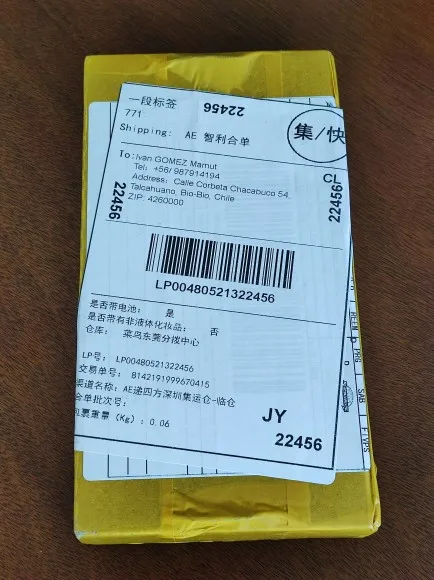 一段标签
22456
771
Shipping: AE 智利合单
集/快
To:Ivan GOMEZ Mamut
CL
Tel: +56/ 987914194
Address: Calle Corbeta Chacabuco 54,
Talcahuano, Bio-Bio, Chile
ZIP: 4260000
22456
22456
LP00480521322456
是否带电池: 是
是否带有非液体化妆品: 否
仓库: 菜鸟东莞分拨中心
LP号: LP00480521322456
交易单号: 8142191999670415
渠道名称: AE递四方深圳集运仓-临仓
合单批次号:
包裹重量 (Kg) : 0.06
JY
22456